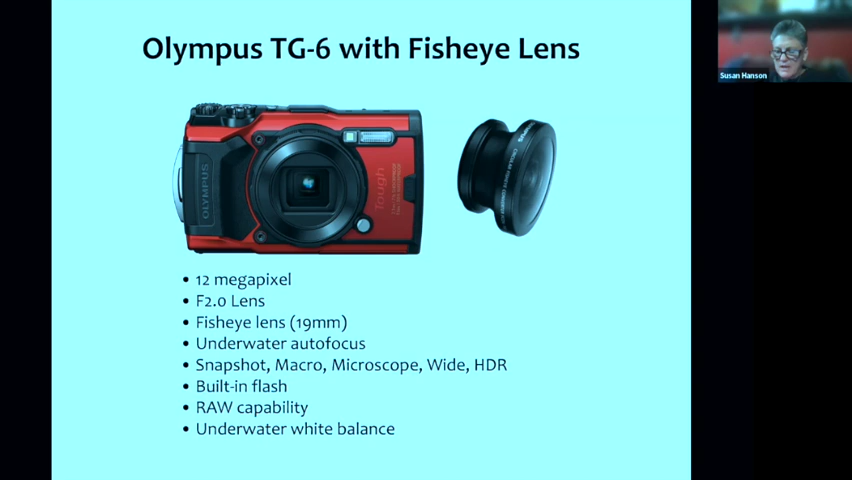 Olympus TG-6 with Fisheye Lens
Susan Hanson
OLYMPUS
Tough
• 12 megapixel
• F2.0 Lens
• Fisheye lens (19mm)
• Underwater autofocus
• Snapshot, Macro, Microscope, Wide, HDR
• Built-in flash
• RAW capability
• Underwater white balance